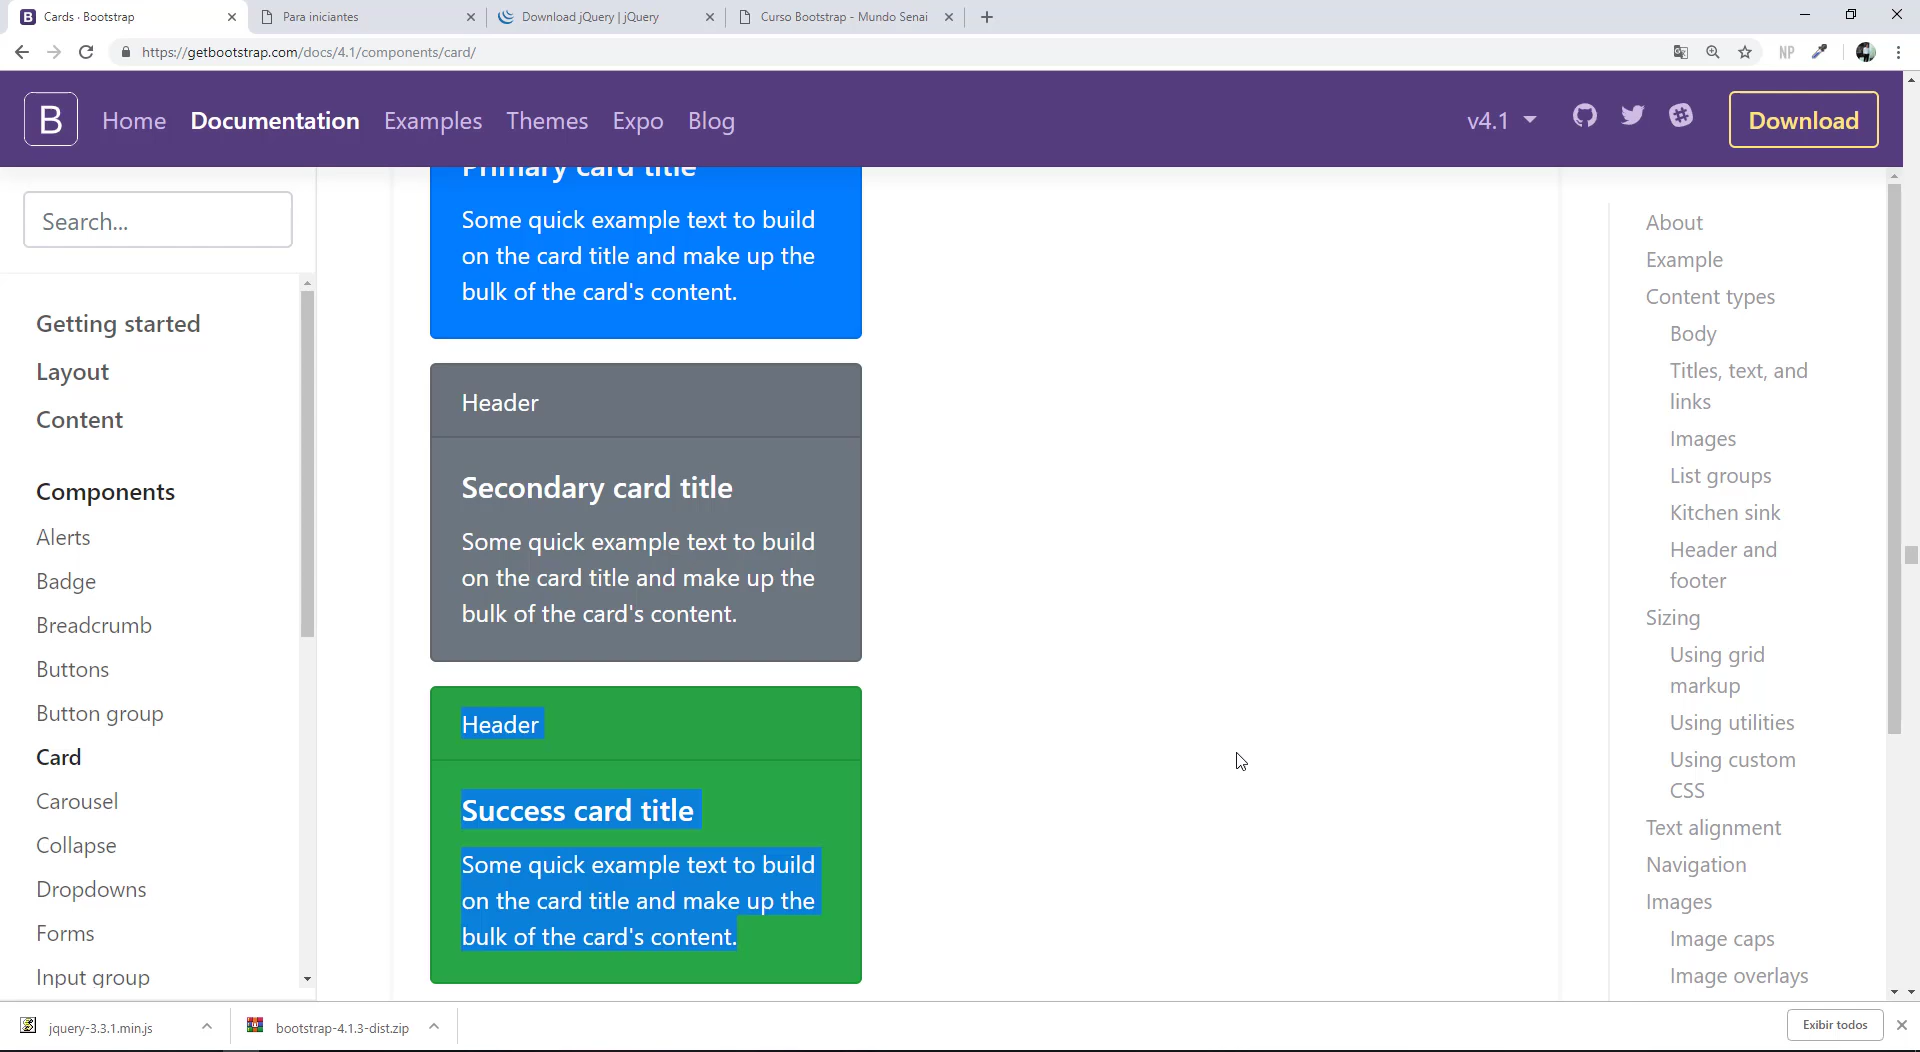 Cards · Bootstrap
Para iniciantes
Download jQuery | jQuery
Curso Bootstrap - Mundo Senai
https://getbootstrap.com/docs/4.1/components/card/
NP
B
Home
Documentation
Examples
Themes
Expo
Blog
v4.1
Download
Search...
Getting started
Layout
Content
Components
Alerts
Badge
Breadcrumb
Buttons
Button group
Card
Carousel
Collapse
Dropdowns
Forms
Input group
Primary card title
Some quick example text to build
on the card title and make up the
bulk of the card's content.
Header
Secondary card title
Some quick example text to build
on the card title and make up the
bulk of the card's content.
Header
Success card title
Some quick example text to build
on the card title and make up the
bulk of the card's content.
About
Example
Content types
Body
Titles, text, and
links
Images
List groups
Kitchen sink
Header and
footer
Sizing
Using grid
markup
Using utilities
Using custom
CSS
Text alignment
Navigation
Images
Image caps
Image overlays
jquery-3.3.1.min.js
bootstrap-4.1.3-dist.zip
Exibir todos